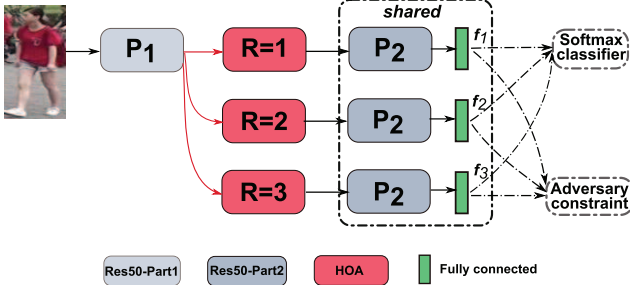 shared
P1
R=1
P2
f1
Softmax
classifier
R=2
P2
f2
R=3
P2
f3
Adversary
constraint
Res50-Part1
Res50-Part2
HOA
Fully connected